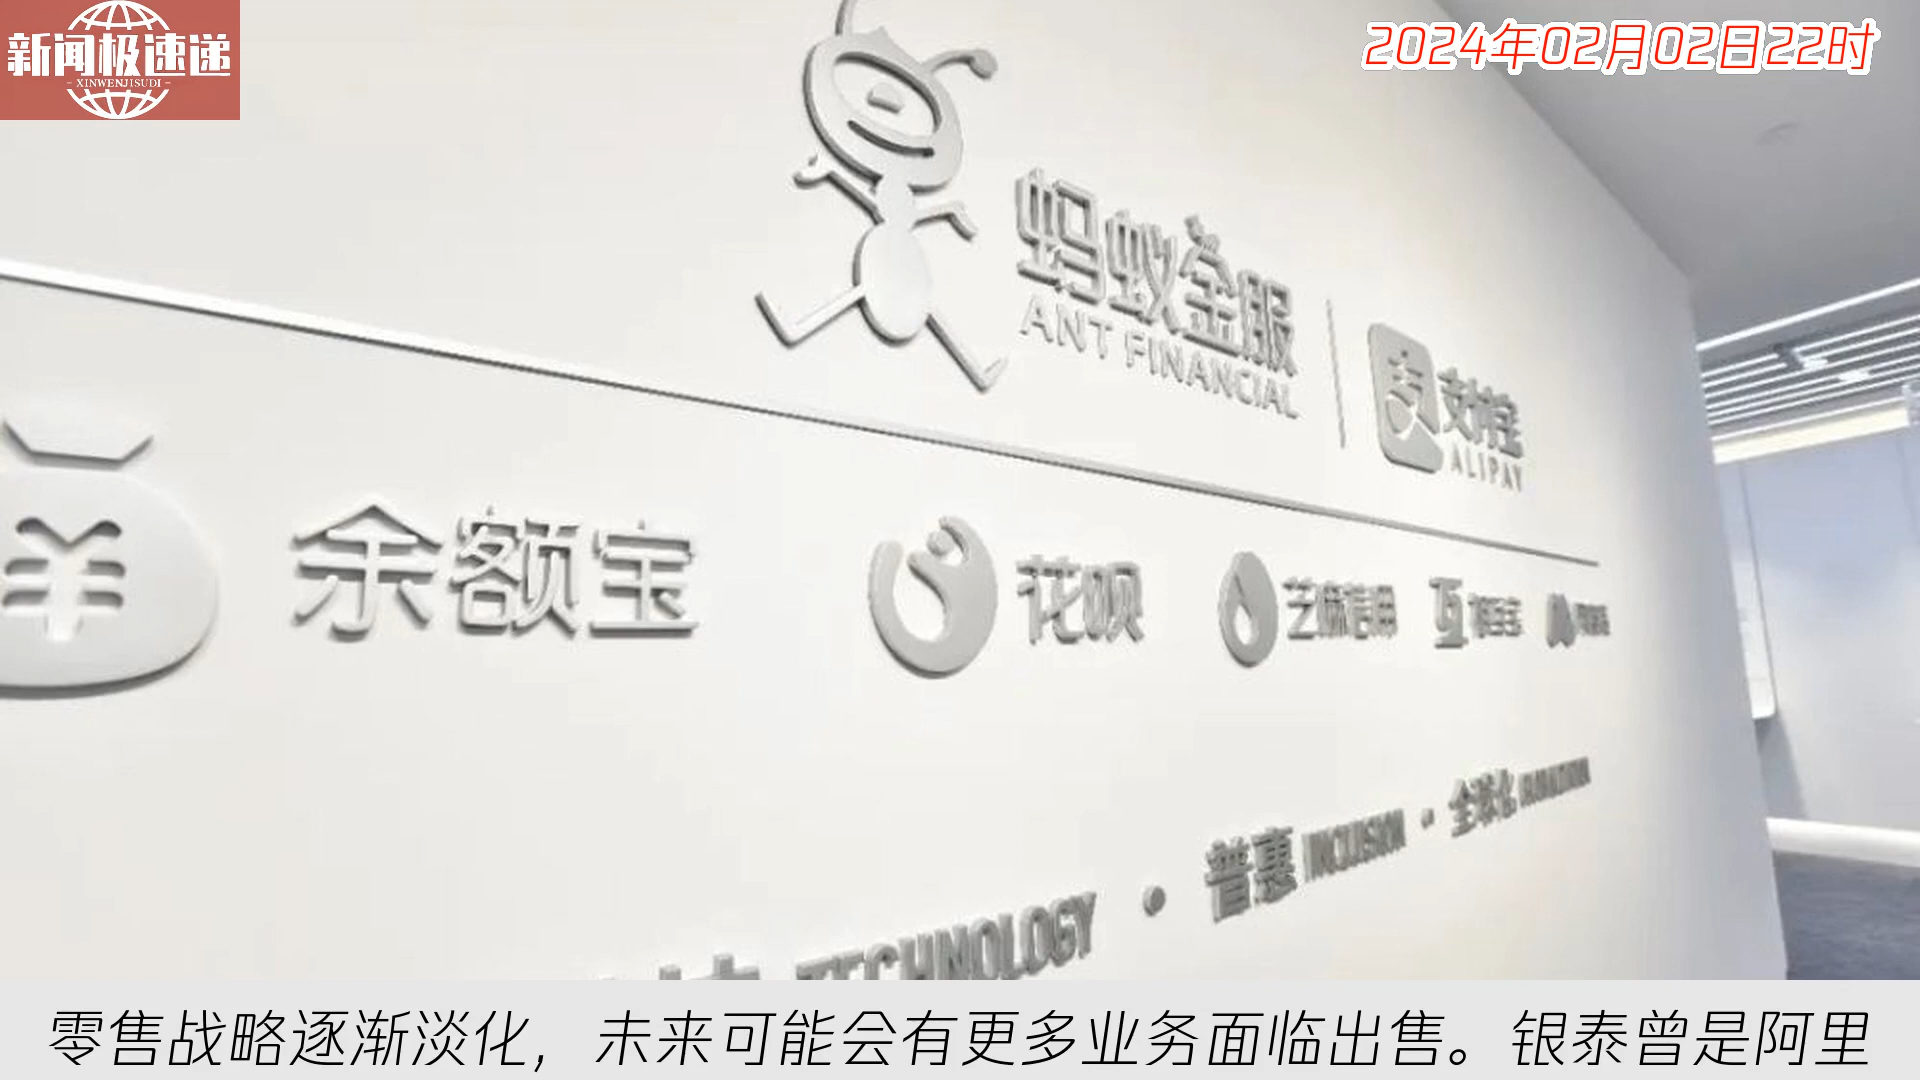 新闻极速递
XINWENJISUDI
2024年02月02日22时
蚂蚁金服
ANT FINANCIAL
支付宝
ALIPAY
余额宝
花呗
芝麻信用
相互宝
TECHNOLOGY · 普惠 INCLUSION · 全球化
零售战略逐渐淡化，未来可能会有更多业务面临出售。银泰曾是阿里